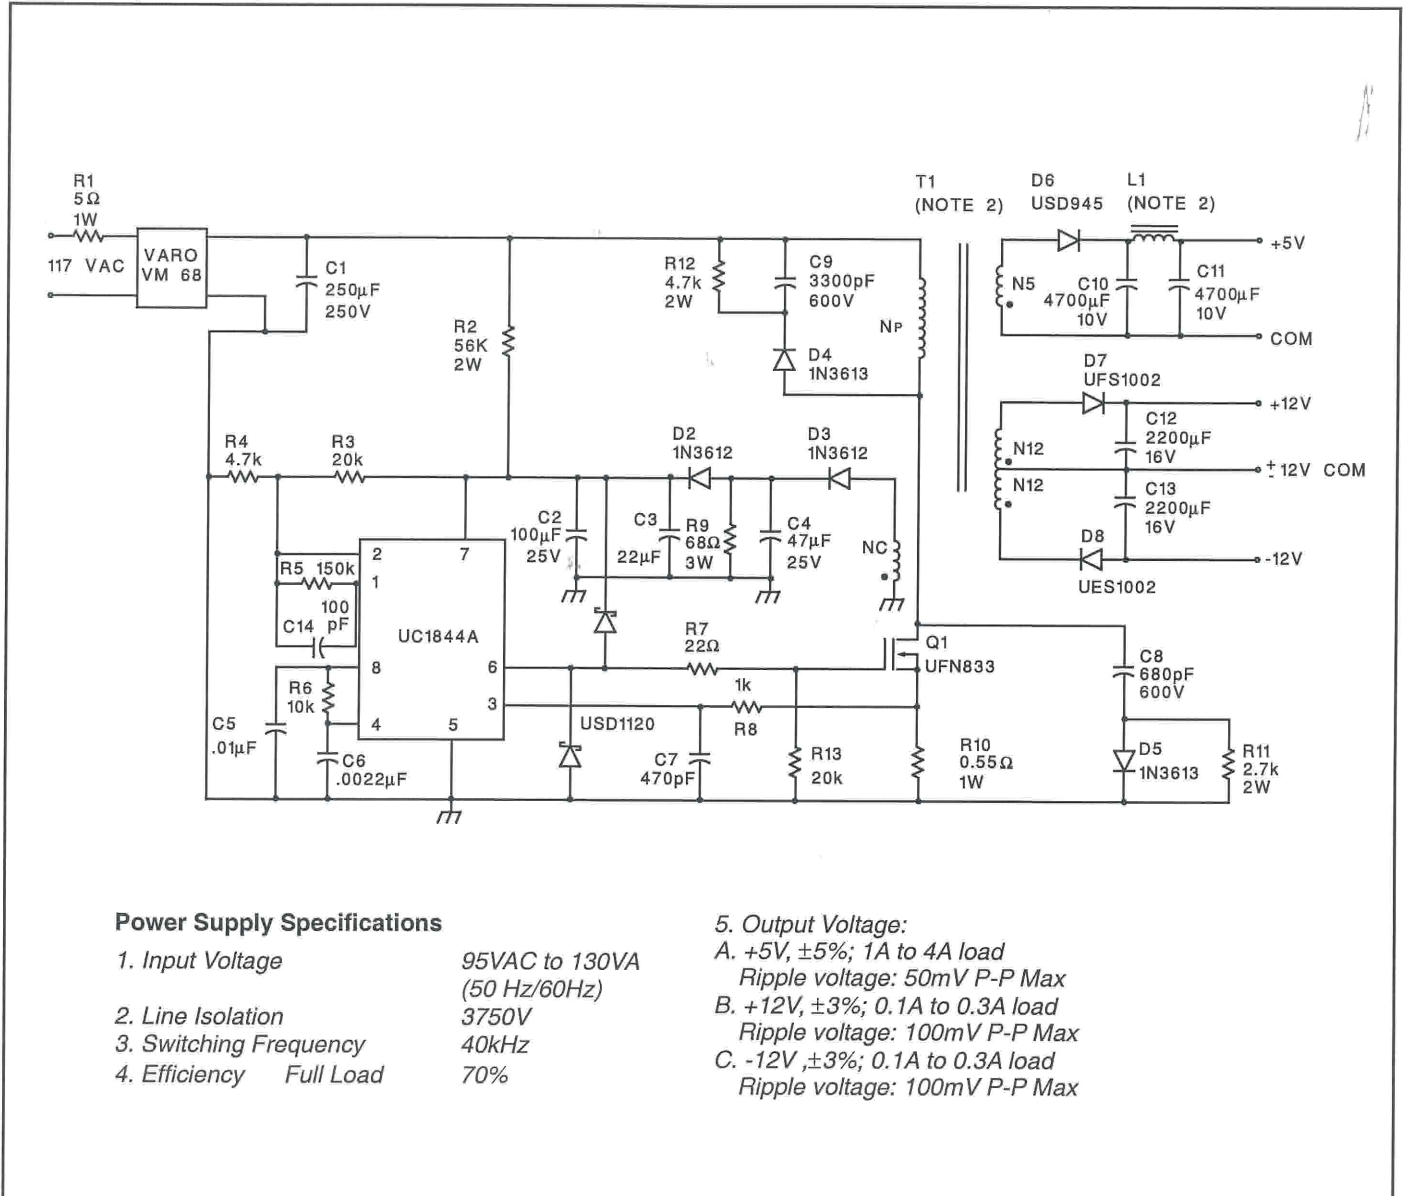 R1
5Ω
1W
117 VAC
VARO
VM 68
C1
250µF
250V
R2
56K
2W
R12
4.7k
2W
C9
3300pF
600V
D4
1N3613
T1
(NOTE 2)
NP
D6
USD945
L1
(NOTE 2)
+5V
N5
C10
4700µF
10V
C11
4700µF
10V
COM
D7
UFS1002
+12V
C12
2200µF
16V
N12
± 12V COM
N12
C13
2200µF
16V
D8
UES1002
-12V
R4
4.7k
R3
20k
D2
1N3612
D3
1N3612
C2
100µF
25V
C3
22µF
R9
68Ω
3W
C4
47µF
25V
NC
2
7
R5 150k
1
100
pF
C14
UC1844A
8
6
R6
10k
3
4
5
C5
.01µF
C6
.0022µF
USD1120
R7
22Ω
1k
R8
C7
470pF
R13
20k
Q1
UFN833
R10
0.55Ω
1W
C8
680pF
600V
D5
1N3613
R11
2.7k
2W
Power Supply Specifications
1. Input Voltage 95VAC to 130VA
(50 Hz/60Hz)
2. Line Isolation 3750V
3. Switching Frequency 40kHz
4. Efficiency Full Load 70%
5. Output Voltage:
A. +5V, ±5%; 1A to 4A load
Ripple voltage: 50mV P-P Max
B. +12V, ±3%; 0.1A to 0.3A load
Ripple voltage: 100mV P-P Max
C. -12V ,±3%; 0.1A to 0.3A load
Ripple voltage: 100mV P-P Max